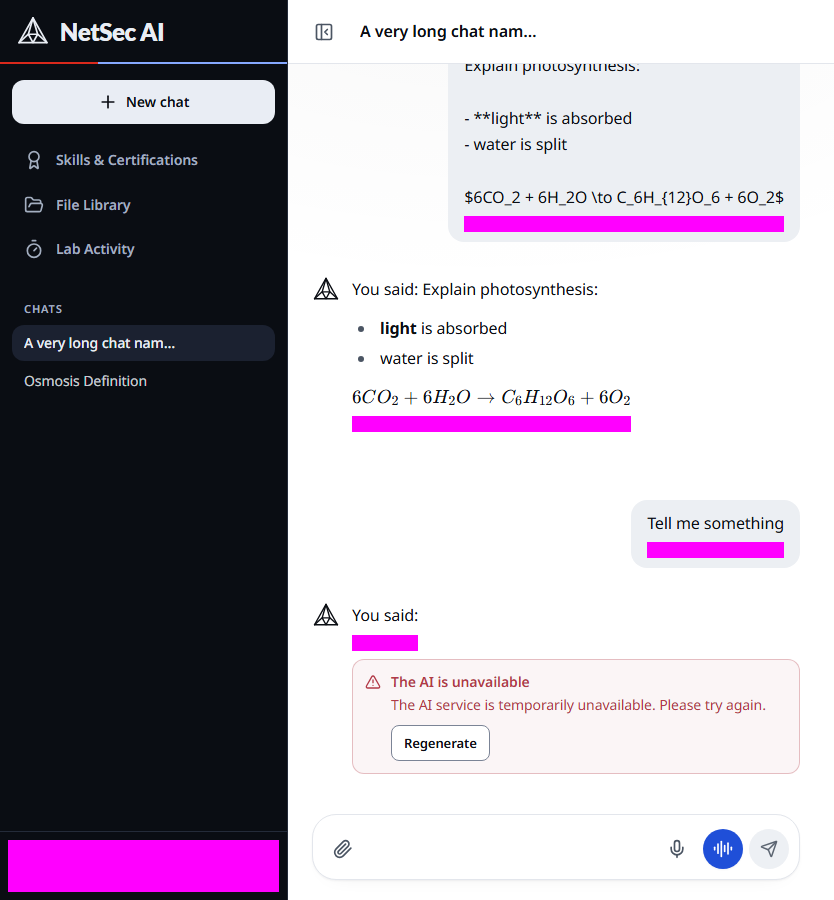 NetSec AI
New chat
Skills & Certifications
File Library
Lab Activity
CHATS
A very long chat nam...
Osmosis Definition
A very long chat nam...
Explain photosynthesis:
- **light** is absorbed
- water is split
$6CO_2 + 6H_2O \to C_6H_{12}O_6 + 6O_2$
You said: Explain photosynthesis:
• light is absorbed
• water is split
6CO₂ + 6H₂O → C₆H₁₂O₆ + 6O₂
Tell me something
You said:
The AI is unavailable
The AI service is temporarily unavailable. Please try again.
Regenerate